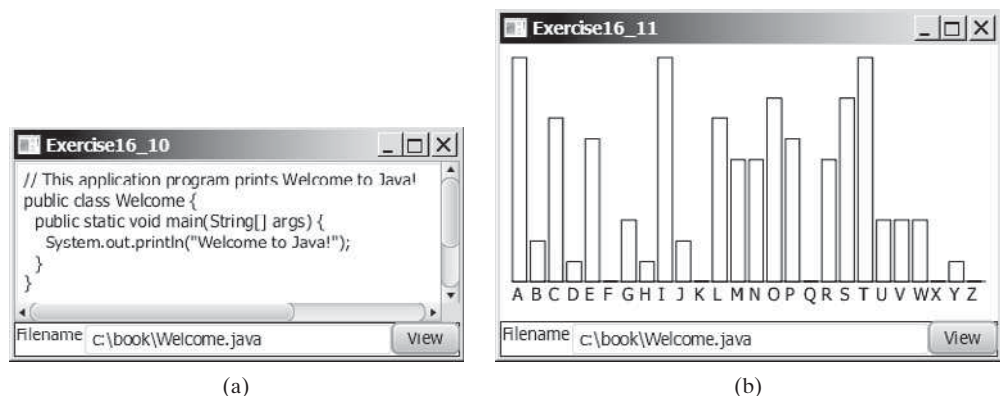 Exercise16_10
// This application program prints Welcome to Java!
public class Welcome {
public static void main(String[] args) {
System.out.println("Welcome to Java!");
}
}
Filename c:\book\Welcome.java View
(a)
Exercise16_11
A B C D E F G H I J K L M N O P Q R S T U V W X Y Z
Filename c:\book\Welcome.java View
(b)